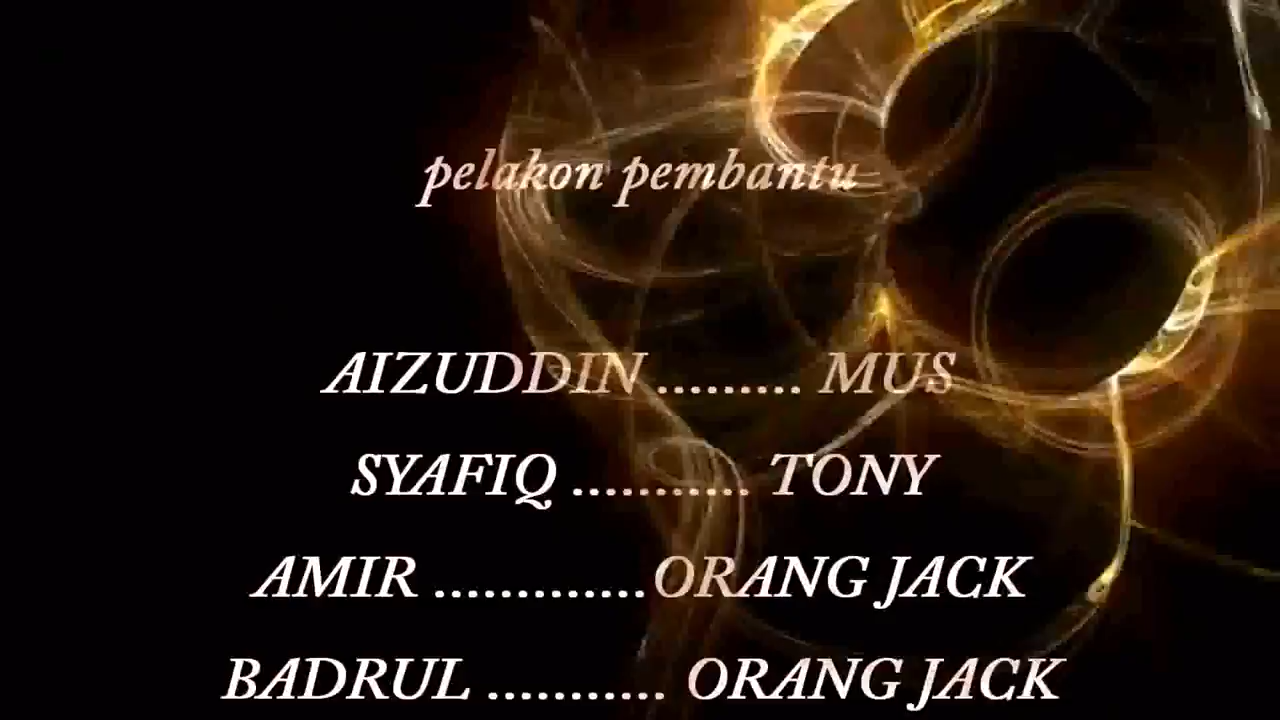 pelakon pembantu
AIZUDDIN ......... MUS
SYAFIQ ........... TONY
AMIR .............ORANG JACK
BADRUL ........... ORANG JACK